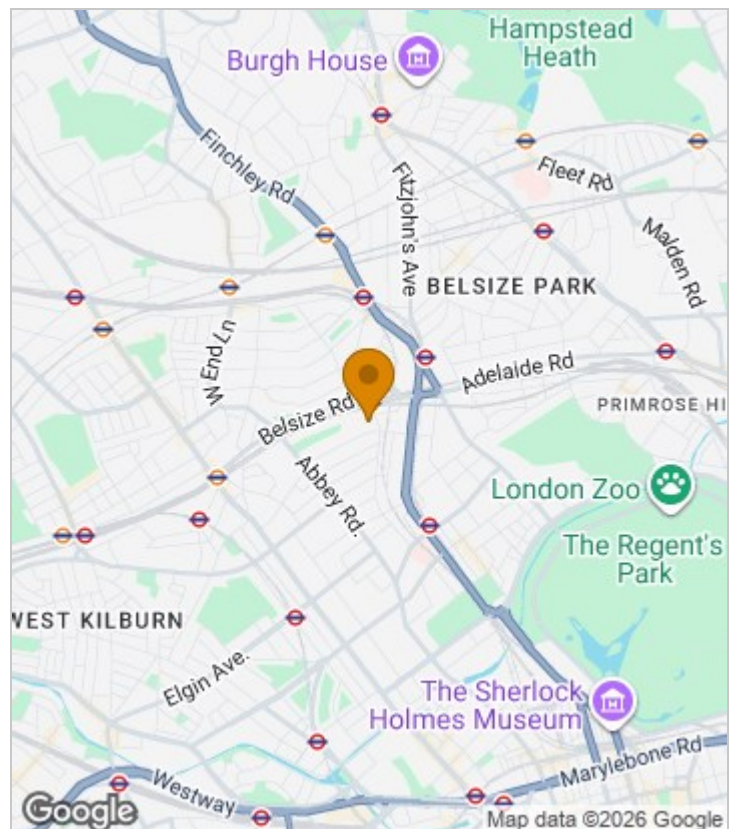 Hampstead
Heath
Burgh House
Finchley Rd
Fitzjohn's Ave
Fleet Rd
Malden Rd
BELSIZE PARK
W End Ln
Adelaide Rd
Belsize Rd
PRIMROSE HI
Abbey Rd.
London Zoo
The Regent's
Park
WEST KILBURN
Elgin Ave.
The Sherlock
Holmes Museum
Marylebone Rd
Westway
Google
Map data ©2026 Google